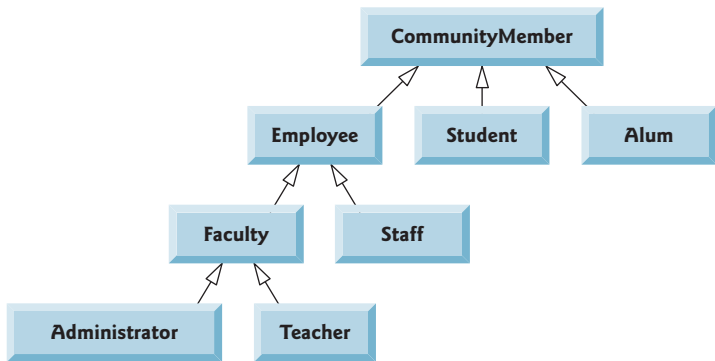 CommunityMember
Employee
Student
Alum
Faculty
Staff
Administrator
Teacher